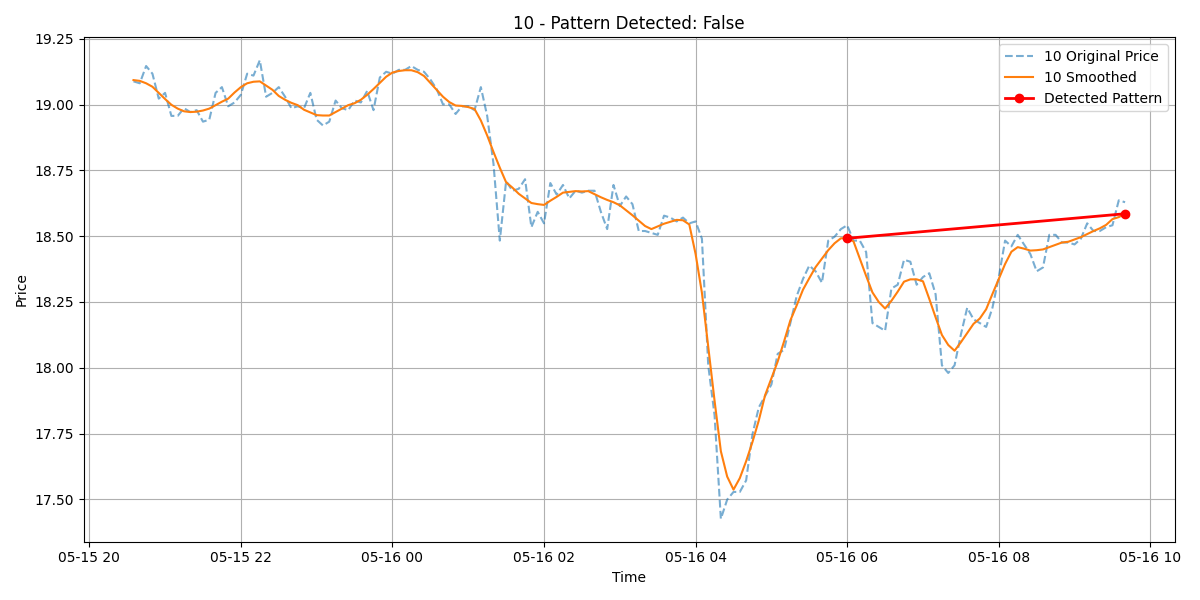 10 - Pattern Detected: False
19.25
19.00
18.75
18.50
18.25
18.00
17.75
17.50
Price
10 Original Price
10 Smoothed
Detected Pattern
05-15 20
05-15 22
05-16 00
05-16 02
05-16 04
05-16 06
05-16 08
05-16 10
Time